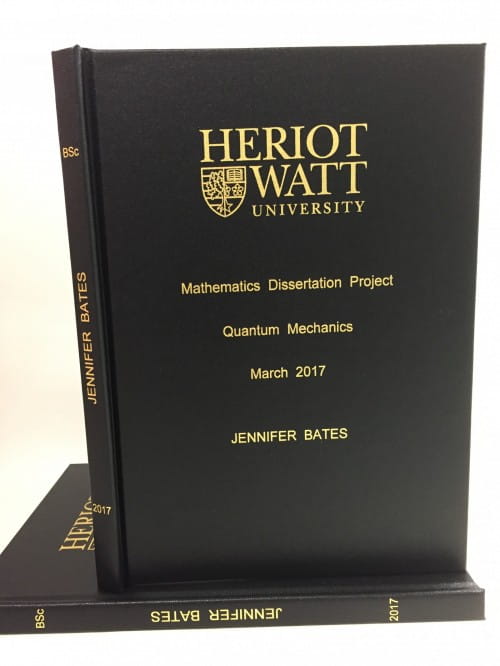 HERIOT
WATT
UNIVERSITY
Mathematics Dissertation Project
Quantum Mechanics
March 2017
JENNIFER BATES
BSc
JENNIFER BATES
2017
HERIOT
BSc
JENNIFER BATES
2017